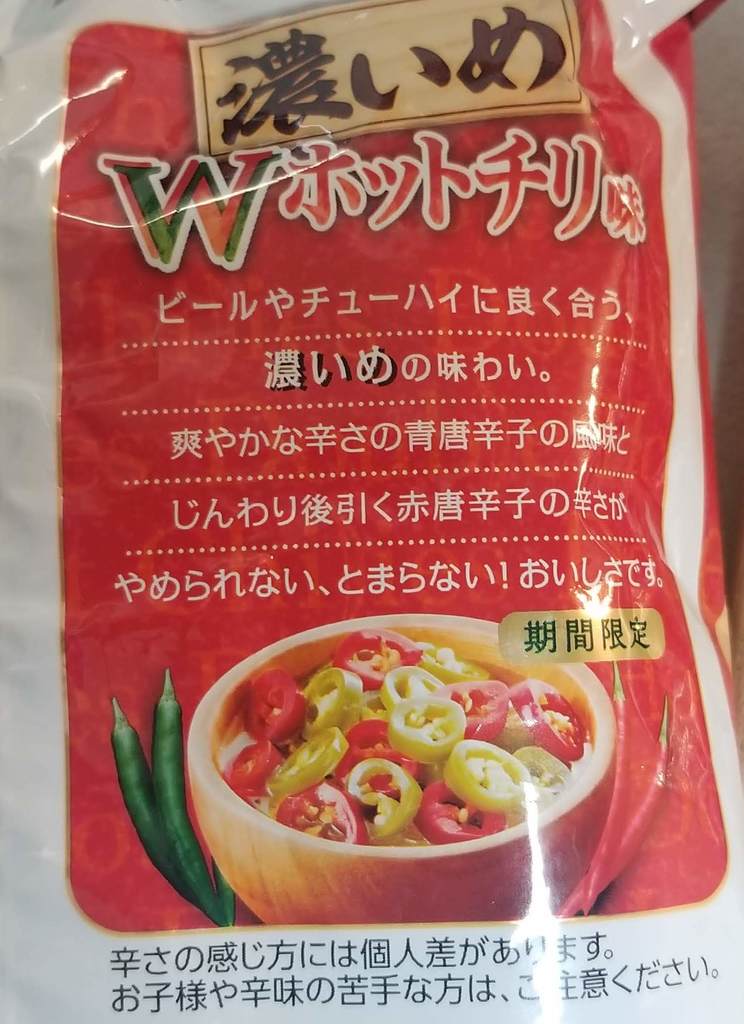 濃いめ
Wホットチリ味
ビールやチューハイに良く合う、
濃いめの味わい。
爽やかな辛さの青唐辛子の風味と
じんわり後引く赤唐辛子の辛さが
やめられない、とまらない！おいしさです。
期間限定
辛さの感じ方には個人差があります。
お子様や辛味の苦手な方は、ご注意ください。